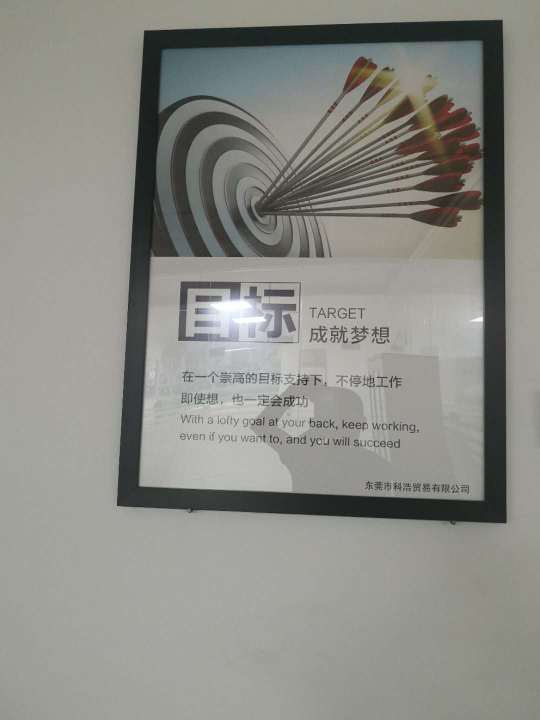 目标
TARGET
成就梦想
在一个崇高的目标支持下，不停地工作
即使想，也一定会成功
With a lofty goal at your back, keep working,
even if you want to, and you will succeed
东莞市科浩贸易有限公司